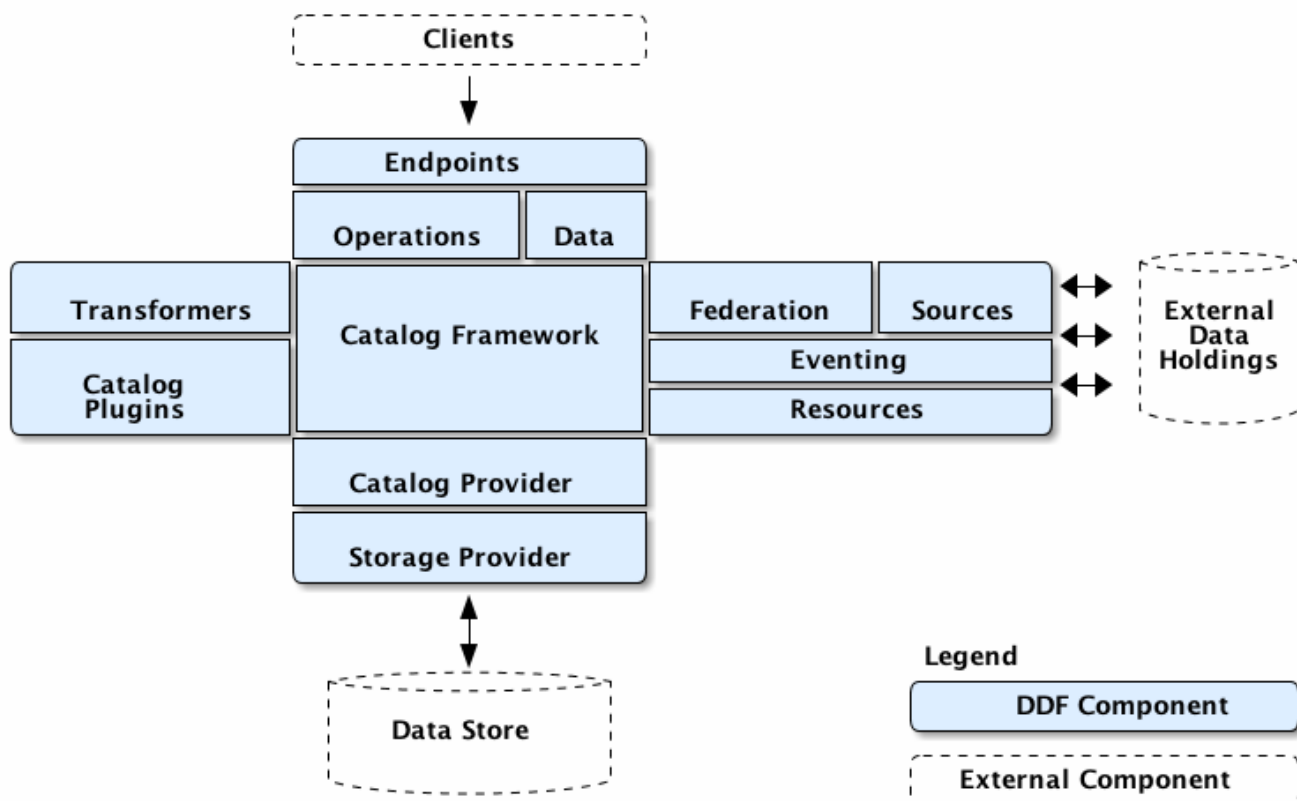 Clients
Endpoints
Operations
Data
Transformers
Catalog Framework
Federation
Sources
External
Data
Holdings
Eventing
Catalog
Plugins
Resources
Catalog Provider
Storage Provider
Legend
DDF Component
Data Store
External Component